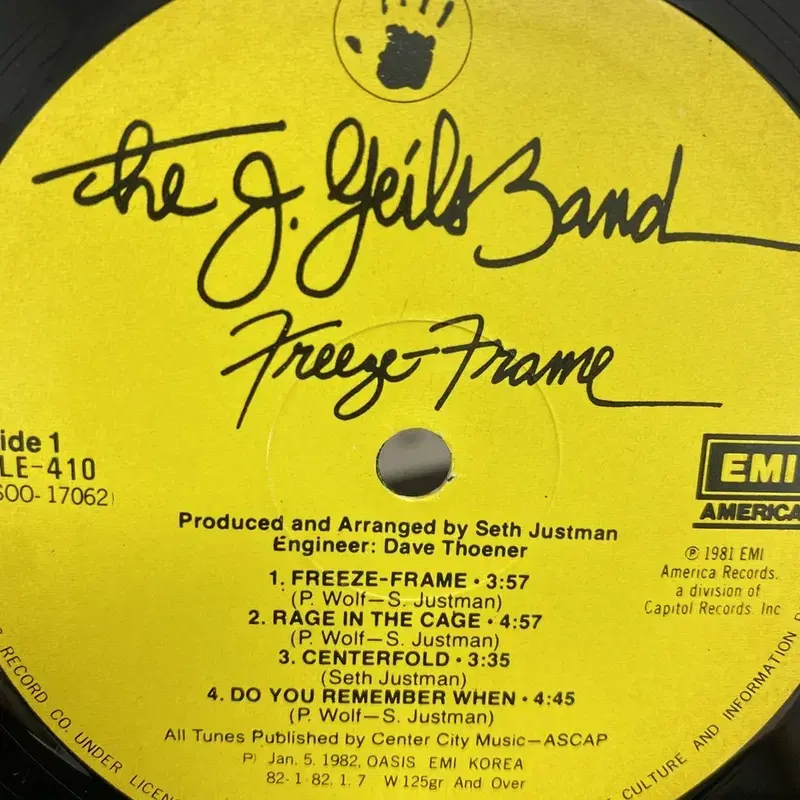 The J. Geils Band
Freeze-Frame
ide 1
LE-410
SOO-17062)
EMI
AMERICA
Produced and Arranged by Seth Justman
Engineer: Dave Thoener
℗ 1981 EMI
America Records,
a division of
Capitol Records, Inc
1. FREEZE-FRAME • 3:57
(P. Wolf—S. Justman)
2. RAGE IN THE CAGE • 4:57
(P. Wolf—S. Justman)
3. CENTERFOLD • 3:35
(Seth Justman)
4. DO YOU REMEMBER WHEN • 4:45
(P. Wolf—S. Justman)
All Tunes Published by Center City Music—ASCAP
P) Jan. 5. 1982, OASIS EMI KOREA
82-1-82. 1. 7 W125gr And Over
RECORD CO. UNDER LICEN
CULTURE AND INFORMATION